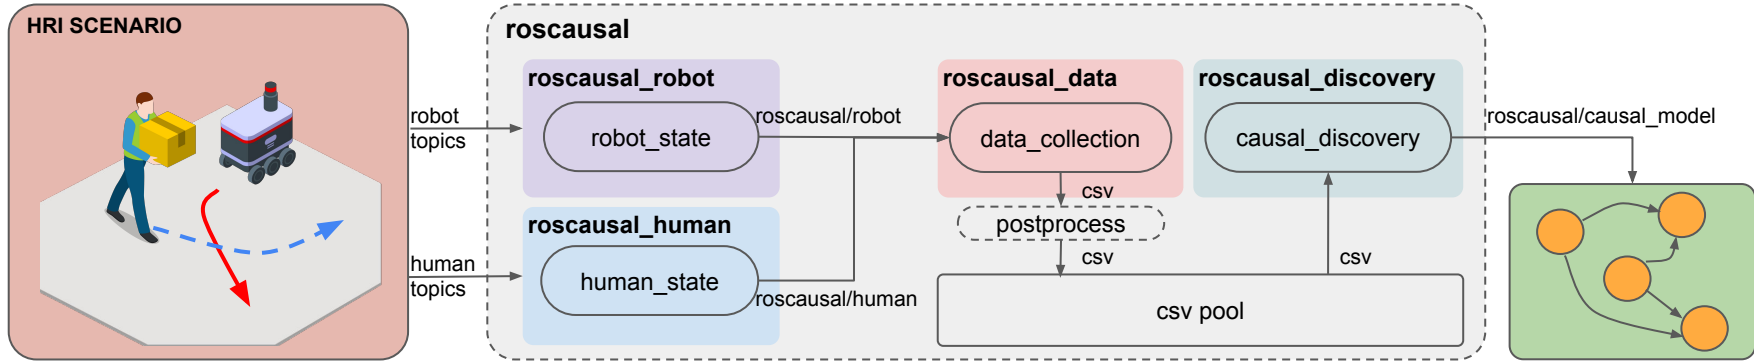 HRI SCENARIO
robot
topics
human
topics
roscausal
roscausal_robot
robot_state
roscausal/robot
roscausal_human
human_state
roscausal/human
roscausal_data
data_collection
csv
postprocess
csv
csv pool
roscausal_discovery
causal_discovery
csv
roscausal/causal_model